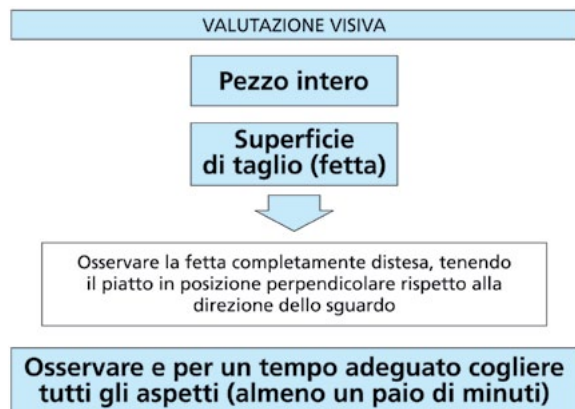 VALUTAZIONE VISIVA
Pezzo intero
Superficie
di taglio (fetta)
Osservare la fetta completamente distesa, tenendo
il piatto in posizione perpendicolare rispetto alla
direzione dello sguardo
Osservare e per un tempo adeguato cogliere
tutti gli aspetti (almeno un paio di minuti)